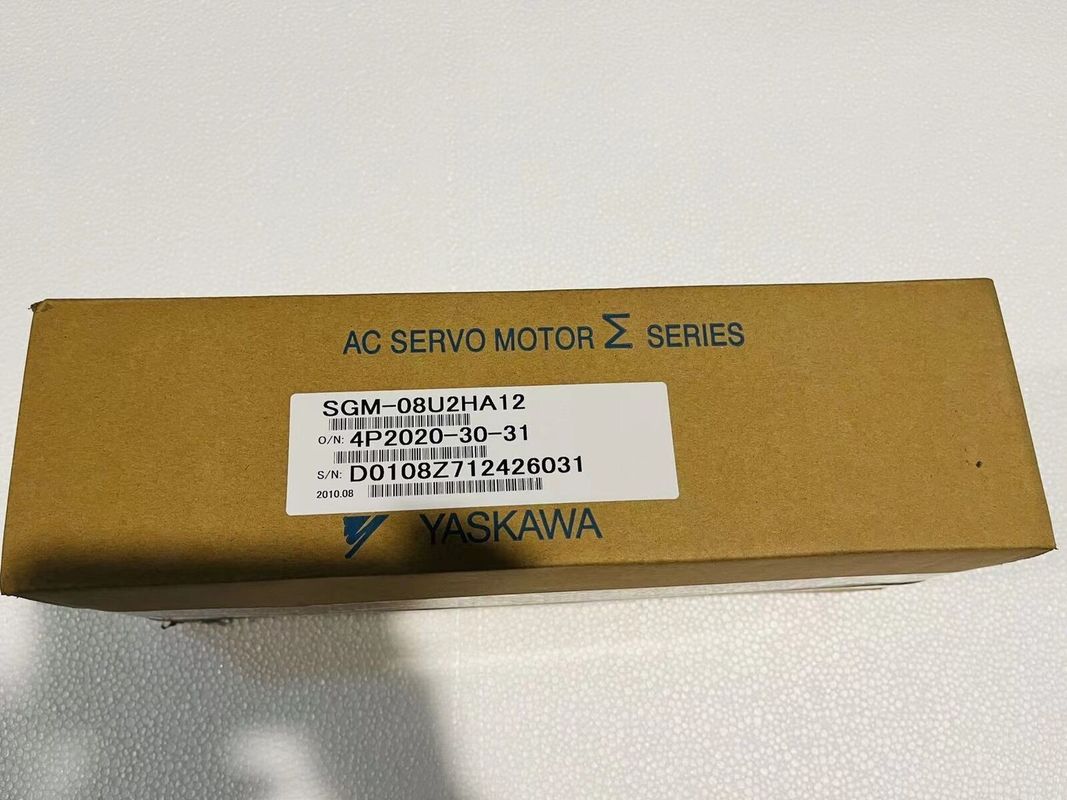 AC SERVO MOTOR Σ SERIES
SGM-08U2HA12
O/N: 4P2020-30-31
S/N: D0108Z712426031
2010.08
YASKAWA